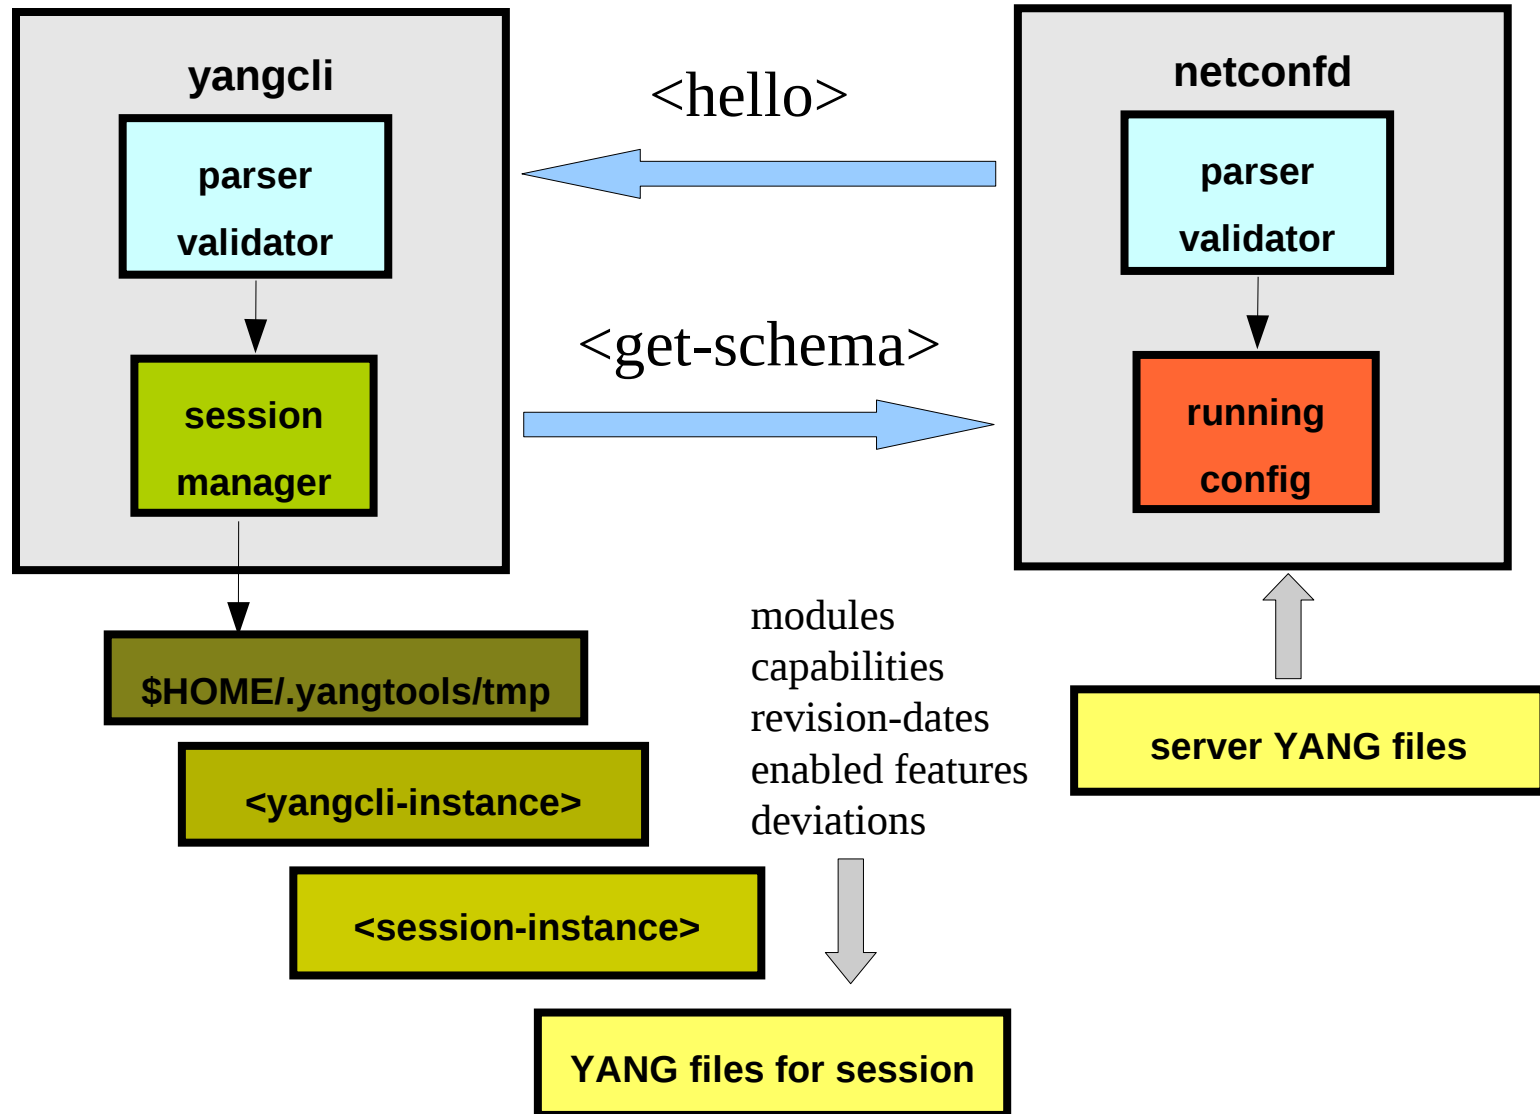 yangcli
parser
validator
session
manager
<hello>
<get-schema>
netconfd
parser
validator
running
config
$HOME/.yangtools/tmp
<yangcli-instance>
<session-instance>
modules
capabilities
revision-dates
enabled features
deviations
server YANG files
YANG files for session